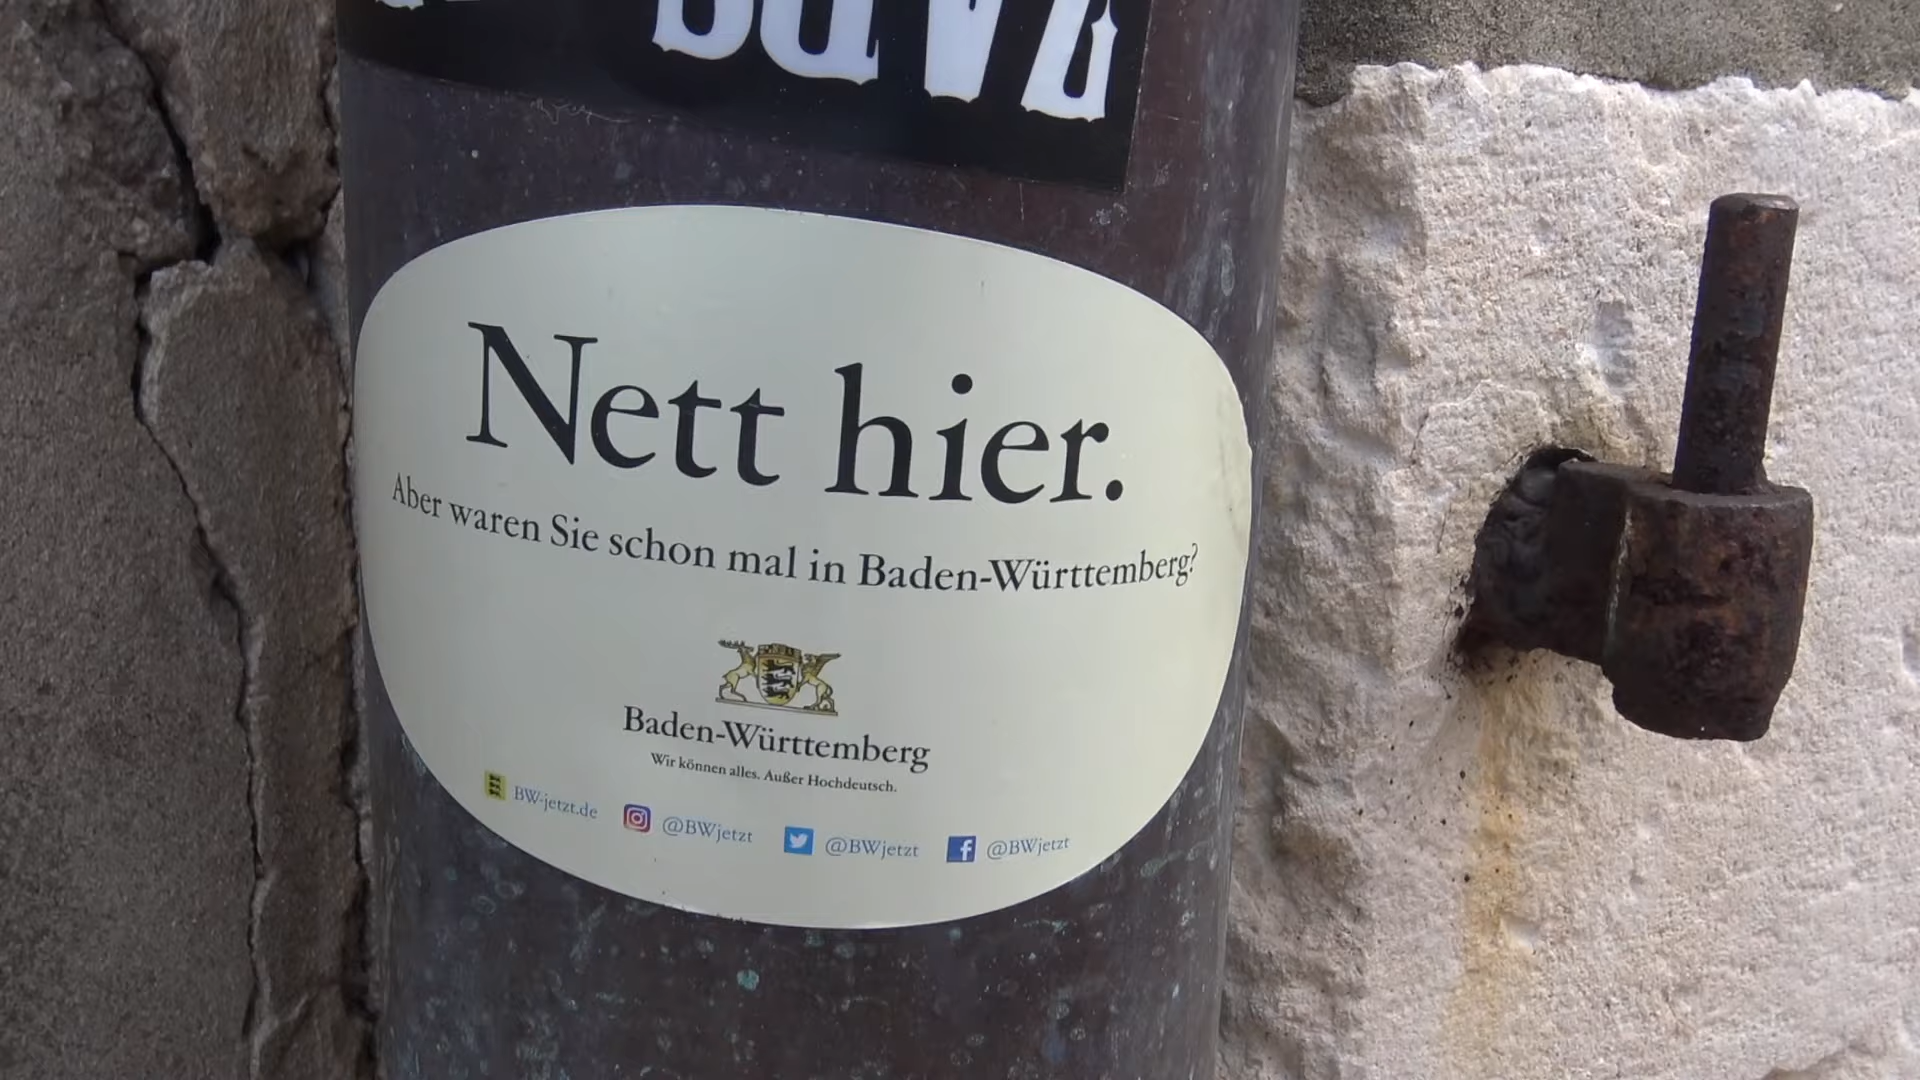 Nett hier.
Aber waren Sie schon mal in Baden-Württemberg?
Baden-Württemberg
Wir können alles. Außer Hochdeutsch.
BW-jetzt.de @BWjetzt @BWjetzt @BWjetzt